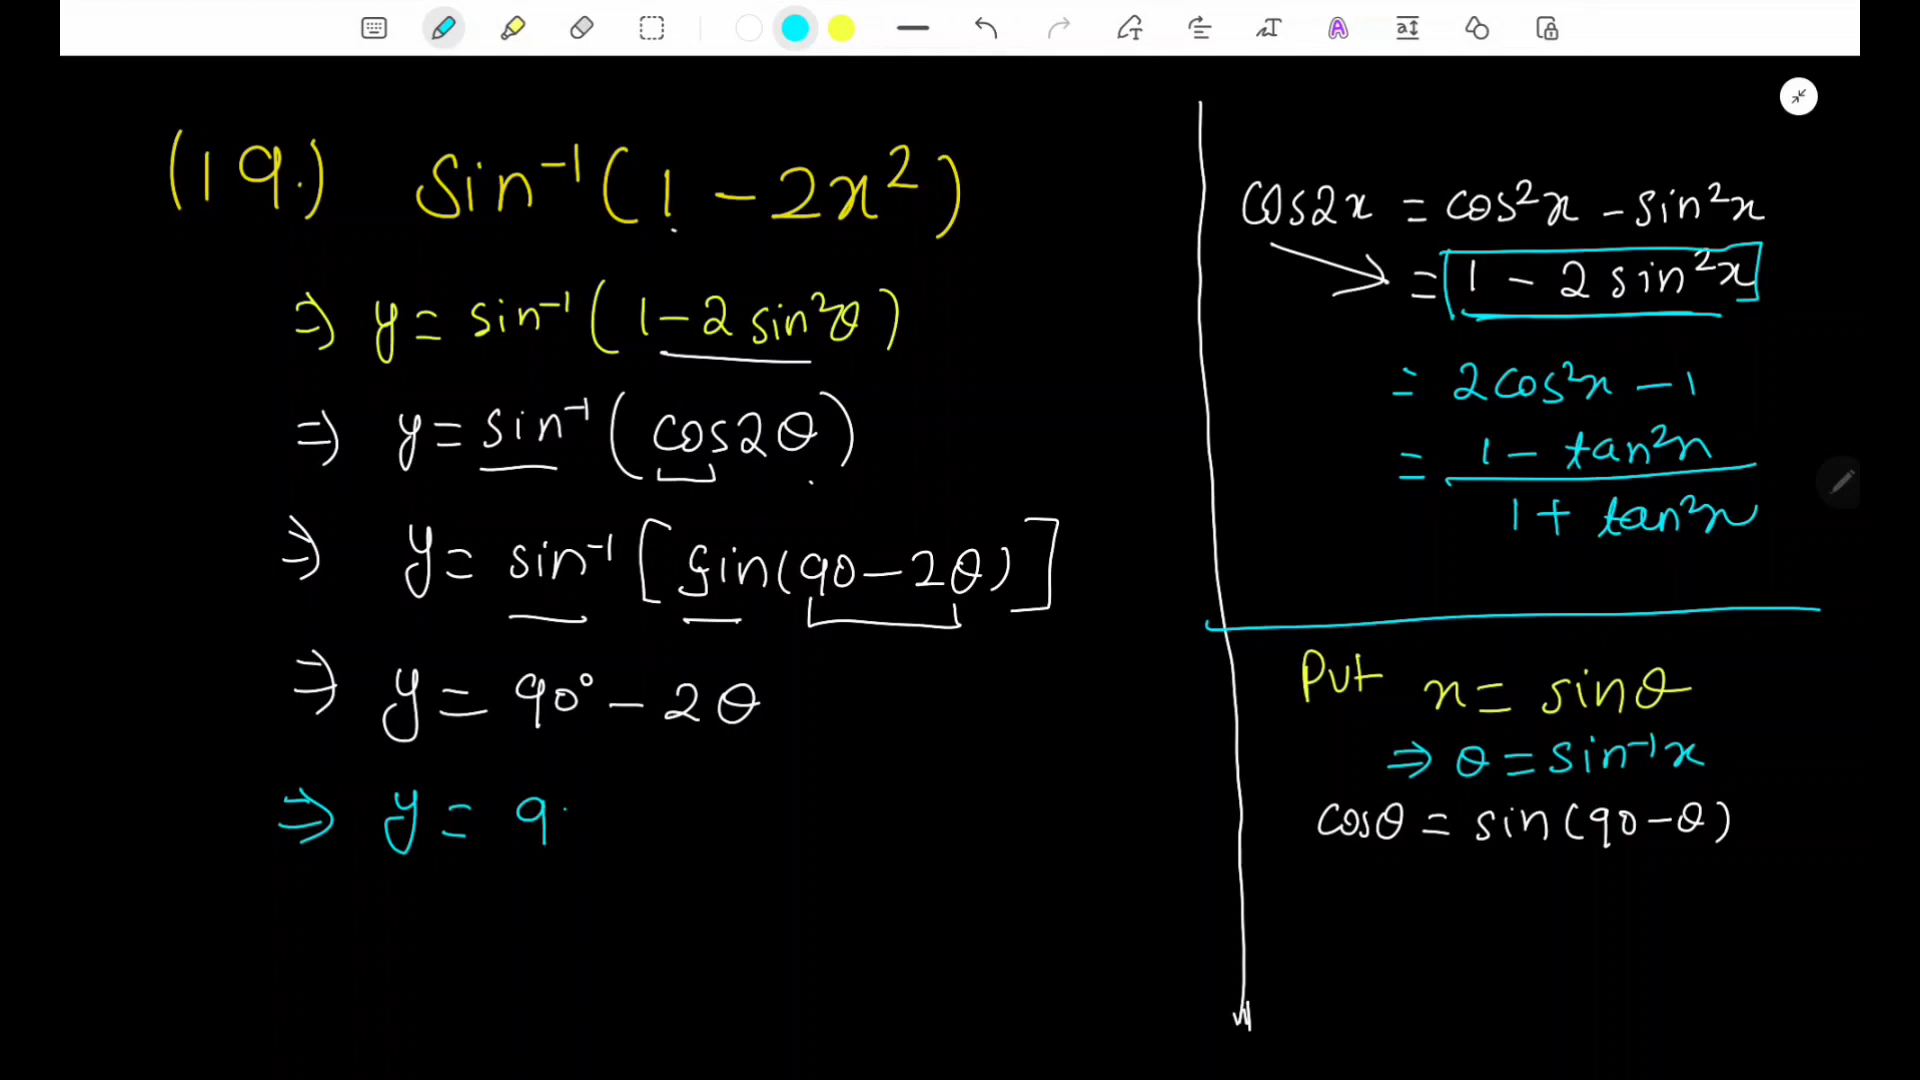 (19.) Sin⁻¹(1 - 2x²)
⇒ y = sin⁻¹(1 - 2 sin²θ)
⇒ y = sin⁻¹(cos2θ)
⇒ y = sin⁻¹[sin(90 - 2θ)]
⇒ y = 90° - 2θ
⇒ y = 9
cos2x = cos²x - sin²x
= 1 - 2 sin²x
= 2cos²x - 1
= (1 - tan²x)/(1 + tan²x)
Put x = sinθ
⇒ θ = sin⁻¹x
cosθ = sin(90 - θ)